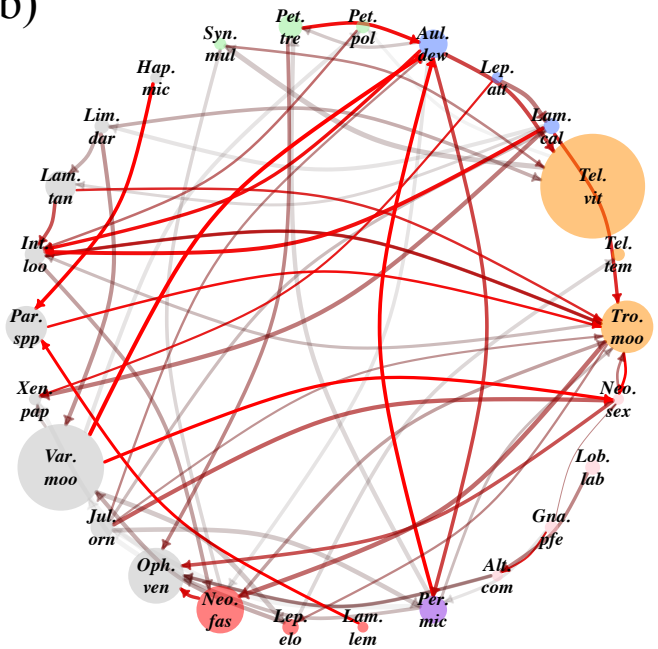 b)
Pet.
tre
Pet.
pol
Aul.
dew
Syn.
mul
Lep.
att
Hap.
mic
Lim.
dar
Lam.
cal
Lam.
tan
Tel.
vit
Int.
loo
Tel.
tem
Par.
spp
Tro.
moo
Xen.
pap
Neo.
sex
Var.
moo
Lob.
lab
Jul.
orn
Gna.
pfe
Oph.
ven
Alt.
com
Neo.
fas
Lep.
elo
Lam.
lem
Per.
mic